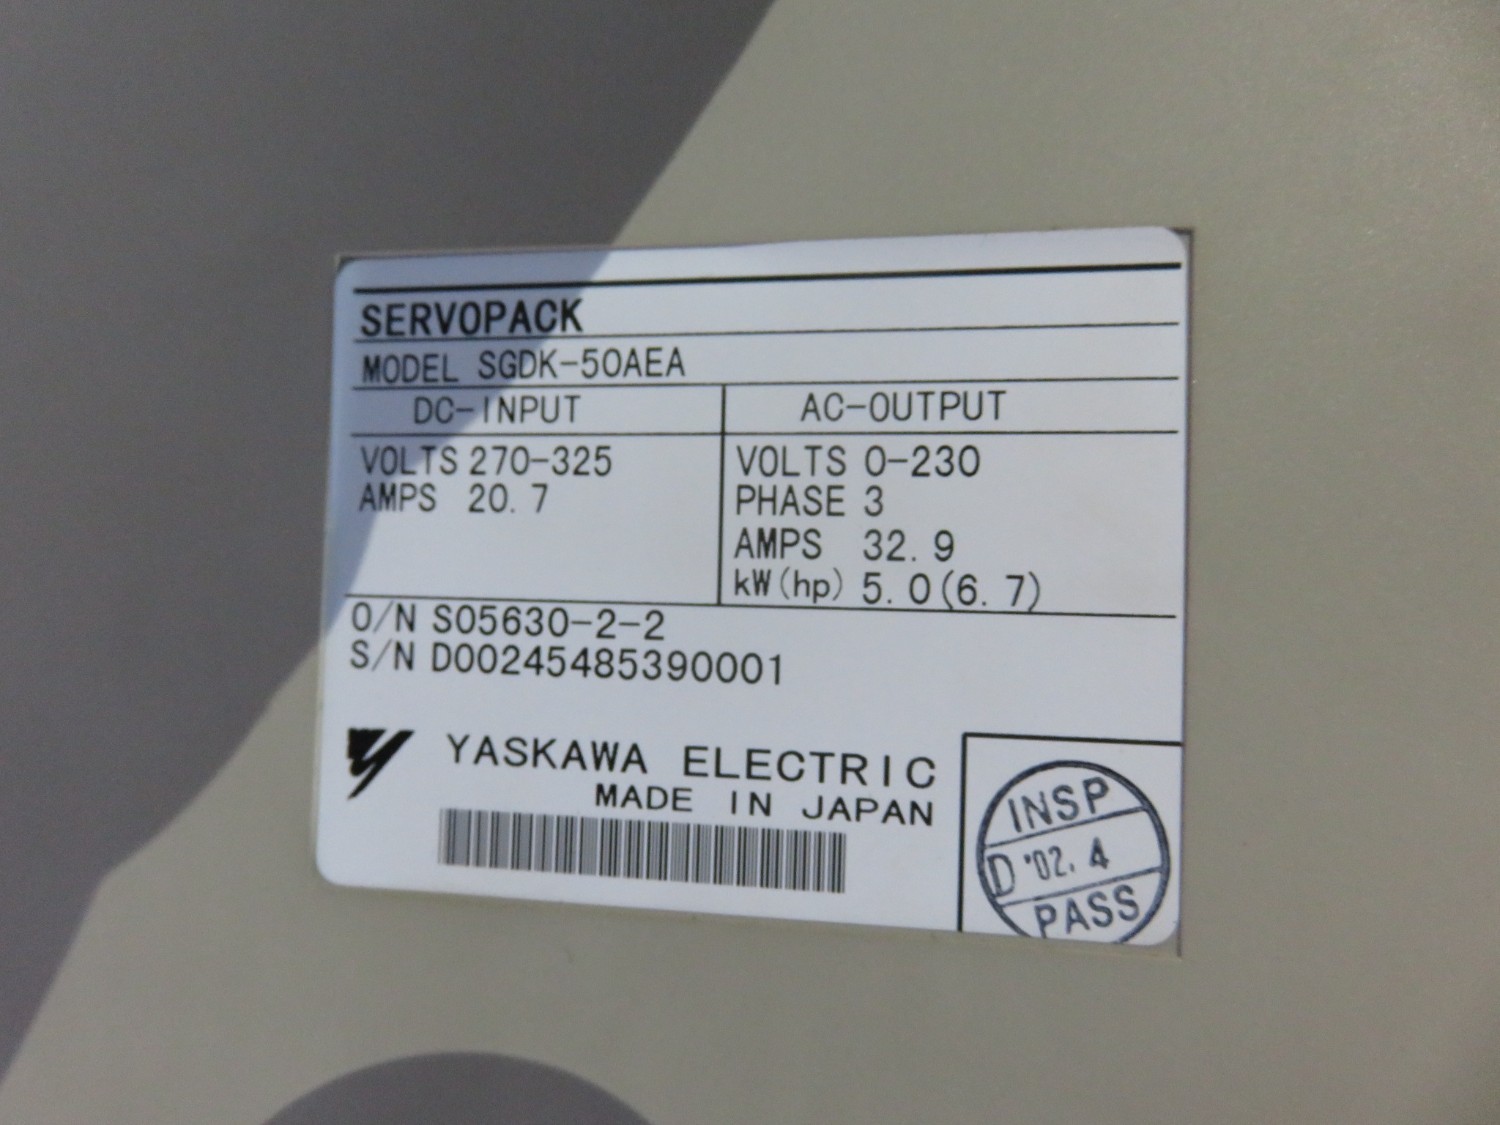 SERVOPACK
MODEL SGDK-50AEA
DC-INPUT AC-OUTPUT
VOLTS 270-325
AMPS 20.7
VOLTS 0-230
PHASE 3
AMPS 32.9
kW(hp) 5.0(6.7)
O/N S05630-2-2
S/N D00245485390001
YASKAWA ELECTRIC
MADE IN JAPAN
INSP
D '02.4
PASS